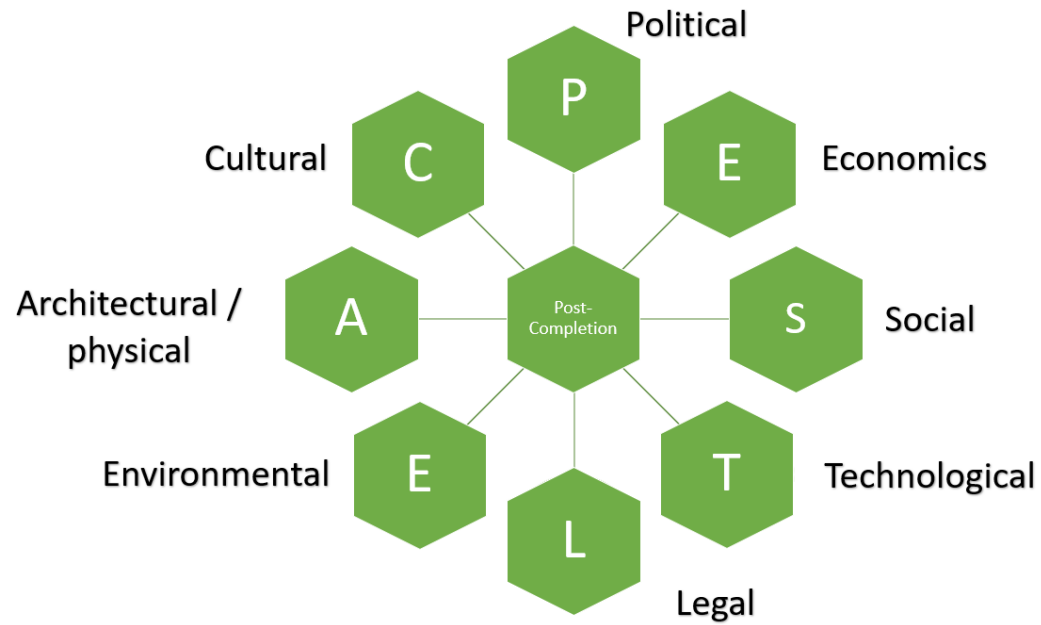 Political
P
Economics
E
Social
S
Technological
T
Legal
L
Environmental
E
Architectural /
physical
A
Cultural
C
Post-
Completion